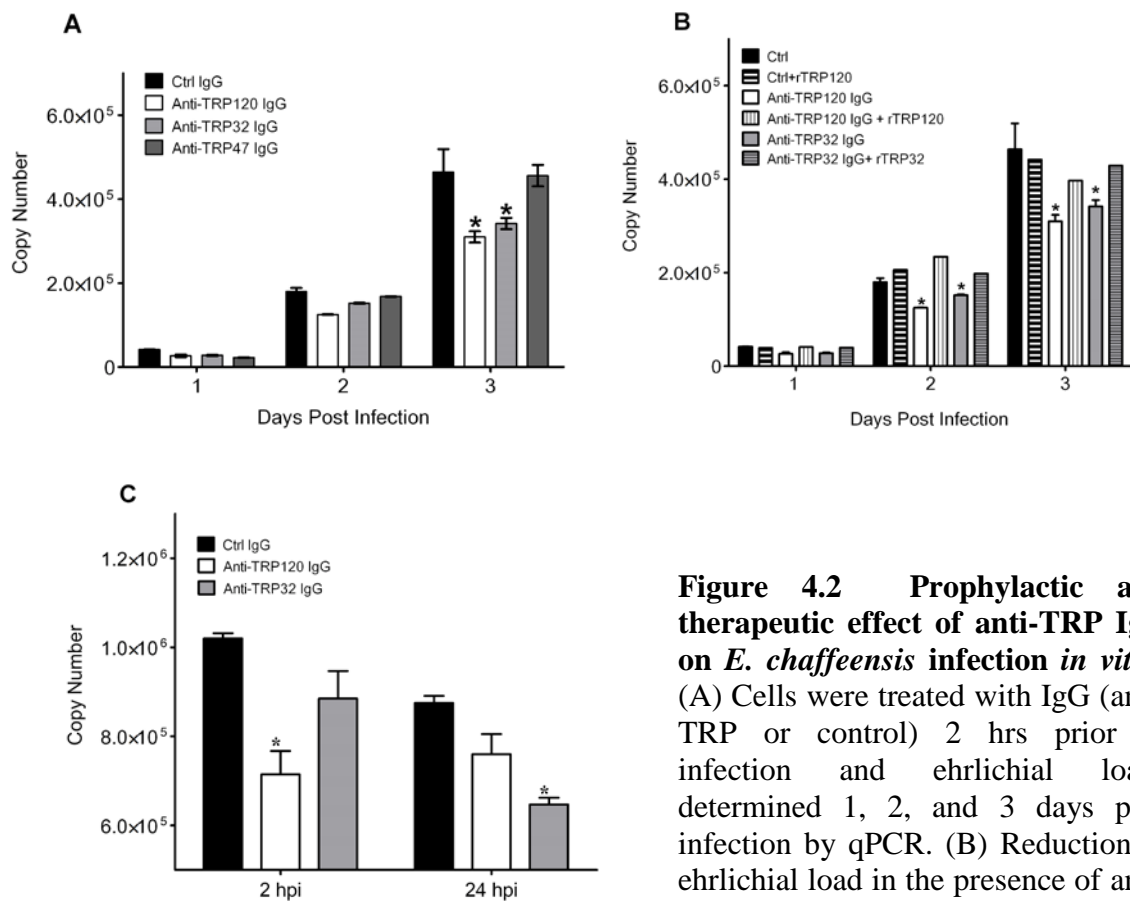 A
Ctrl IgG
Anti-TRP120 IgG
Anti-TRP32 IgG
Anti-TRP47 IgG
6.0×10⁵
4.0×10⁵
2.0×10⁵
0
Copy Number
*
*
1 2 3
Days Post Infection
B
Ctrl
Ctrl+rTRP120
Anti-TRP120 IgG
Anti-TRP120 IgG + rTRP120
Anti-TRP32 IgG
Anti-TRP32 IgG+ rTRP32
6.0×10⁵
4.0×10⁵
2.0×10⁵
0
Copy Number
*
*
*
*
1 2 3
Days Post Infection
C
Ctrl IgG
Anti-TRP120 IgG
Anti-TRP32 IgG
1.2×10⁶
1.0×10⁶
8.0×10⁵
6.0×10⁵
Copy Number
*
*
2 hpi 24 hpi
Figure 4.2 Prophylactic a
therapeutic effect of anti-TRP Ig
on E. chaffeensis infection in vit
(A) Cells were treated with IgG (an
TRP or control) 2 hrs prior
infection and ehrlichial loa
determined 1, 2, and 3 days p
infection by qPCR. (B) Reduction
ehrlichial load in the presence of an